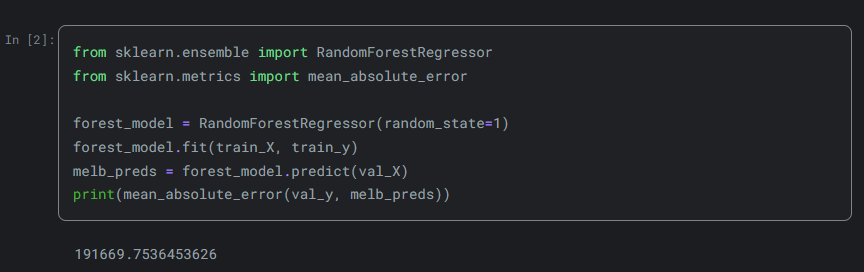 In [2]:
from sklearn.ensemble import RandomForestRegressor
from sklearn.metrics import mean_absolute_error
forest_model = RandomForestRegressor(random_state=1)
forest_model.fit(train_X, train_y)
melb_preds = forest_model.predict(val_X)
print(mean_absolute_error(val_y, melb_preds))
191669.7536453626